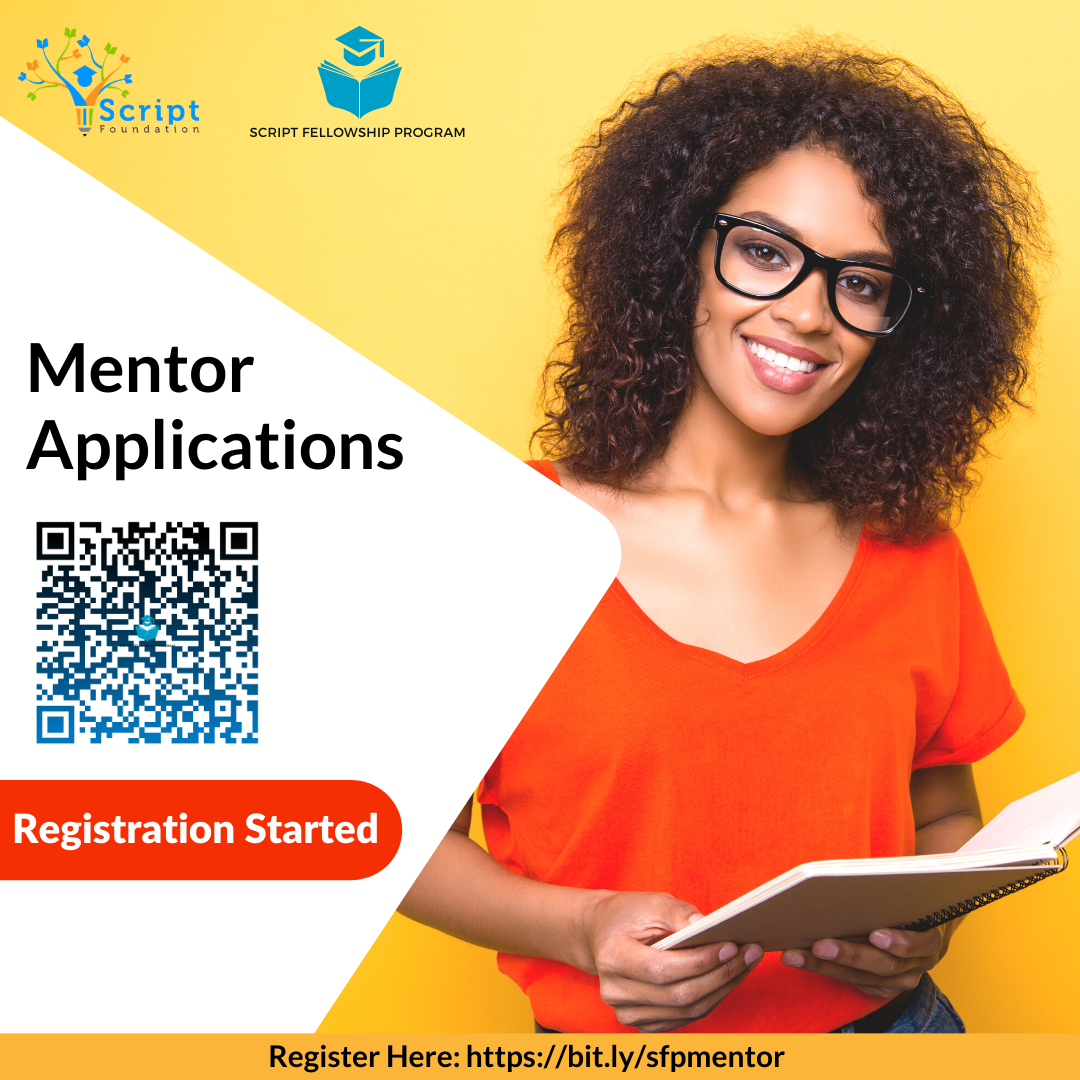 Script
Foundation
SCRIPT FELLOWSHIP PROGRAM
Mentor
Applications
Registration Started
Register Here: https://bit.ly/sfpmentor